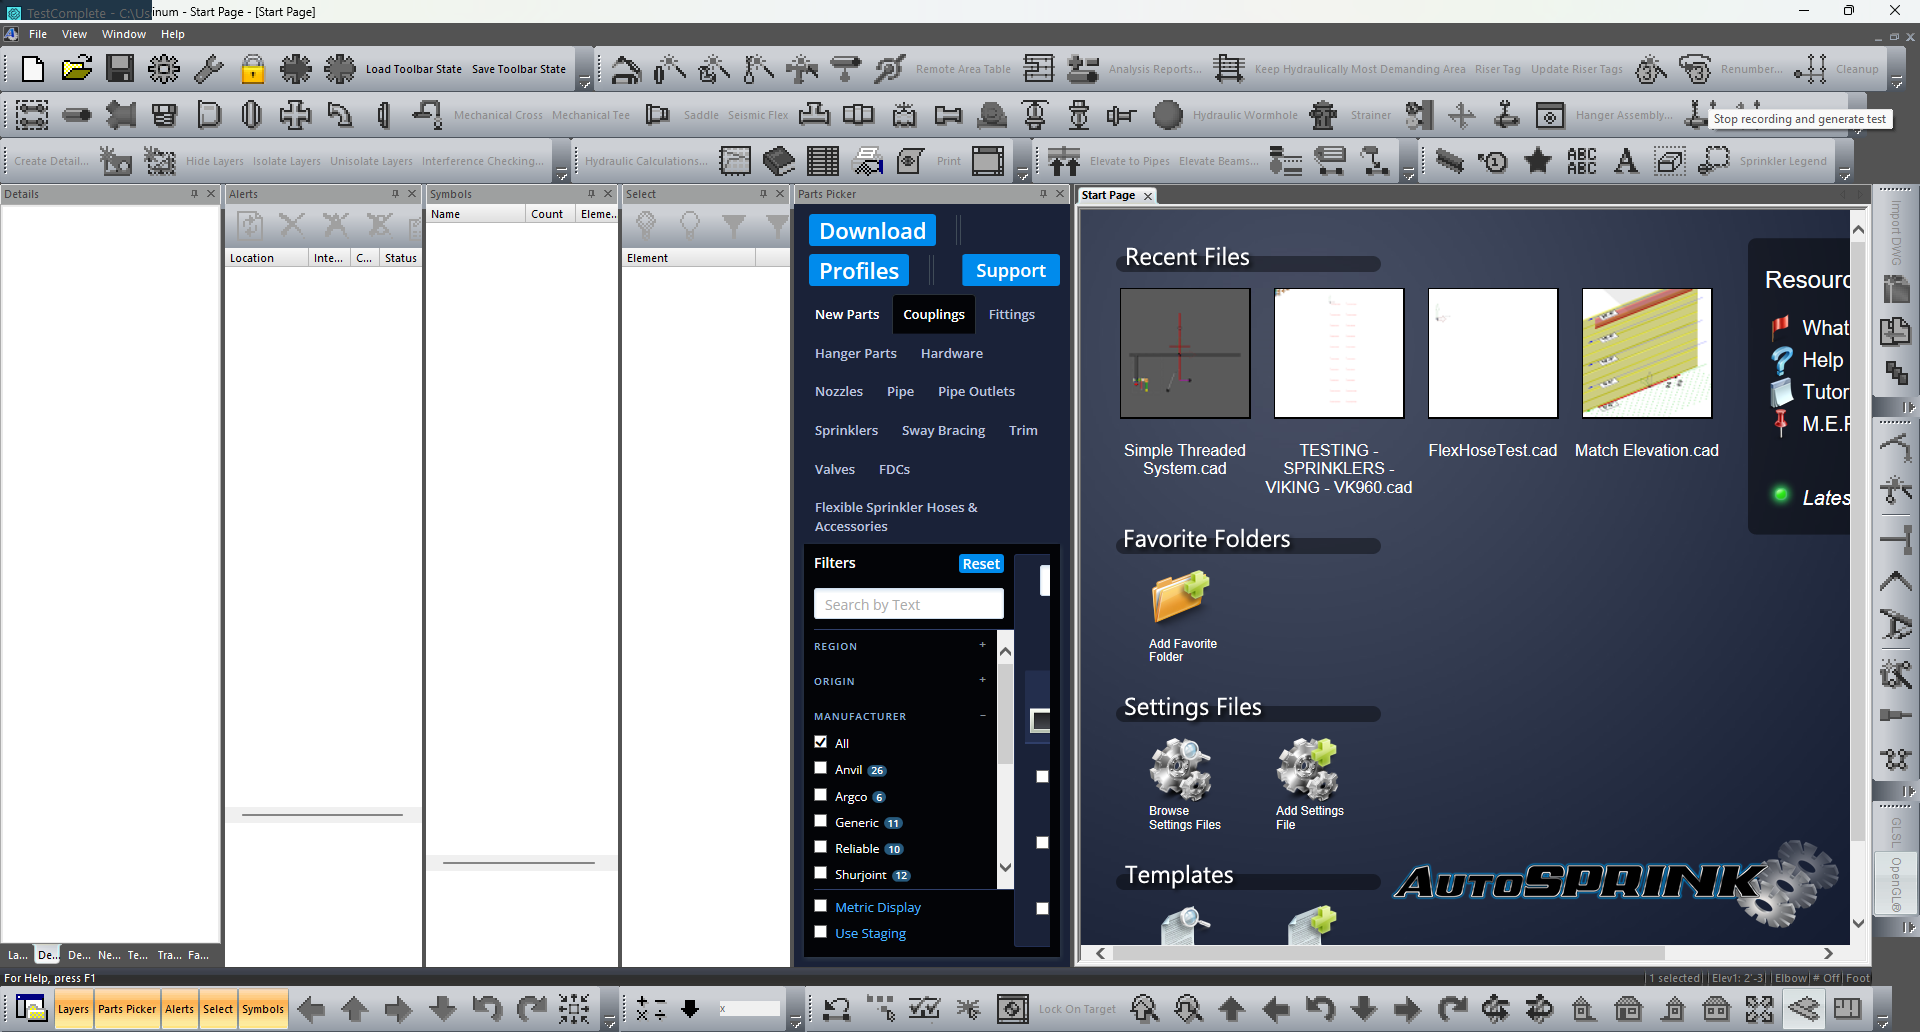 TestComplete - C:\Usinum - Start Page - [Start Page]
File View Window Help
Load Toolbar State Save Toolbar State Remote Area Table Analysis Reports... Keep Hydraulically Most Demanding Area Riser Tag Update Riser Tags Renumber... Cleanup
Mechanical Cross Mechanical Tee Saddle Seismic Flex Hydraulic Wormhole Strainer Hanger Assembly...
Stop recording and generate test
Create Detail... Hide Layers Isolate Layers Unisolate Layers Interference Checking... Hydraulic Calculations... Print Elevate to Pipes Elevate Beams... ABC ABC Sprinkler Legend
Details Alerts Symbols Select Parts Picker Start Page
Name Count Eleme..
Location Inte... C... Status Element
Download
Profiles Support
New Parts Couplings Fittings
Hanger Parts Hardware
Nozzles Pipe Pipe Outlets
Sprinklers Sway Bracing Trim
Valves FDCs
Flexible Sprinkler Hoses &
Accessories
Filters Reset
Search by Text
REGION +
ORIGIN +
MANUFACTURER −
All
Anvil 26
Argco 6
Generic 11
Reliable 10
Shurjoint 12
Metric Display
Use Staging
Recent Files
Simple Threaded
System.cad
TESTING -
SPRINKLERS -
VIKING - VK960.cad
FlexHoseTest.cad
Match Elevation.cad
Favorite Folders
Add Favorite
Folder
Settings Files
Browse
Settings Files
Add Settings
File
Templates
AUTOSPRINK
Resourc
What
Help
Tutor
M.E.P
Lates
Import DWG
GLSL
OpenGL®
La... De... De... Ne... Te... Tra... Fa...
For Help, press F1
1 selected Elev1: 2'-3 Elbow # Off Foot
Layers Parts Picker Alerts Select Symbols x Lock On Target